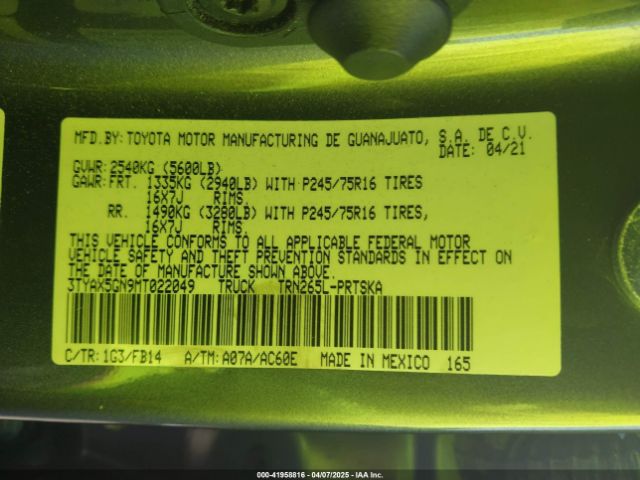 MFD.BY:TOYOTA MOTOR MANUFACTURING DE GUANAJUATO, S.A. DE C.V.
DATE: 04/21
GVWR: 2540KG (5600LB)
GAWR:FRT. 1335KG (2940LB) WITH P245/75R16 TIRES
16X7J RIMS,
RR. 1490KG (3280LB) WITH P245/75R16 TIRES,
16X7J RIMS,
THIS VEHICLE CONFORMS TO ALL APPLICABLE FEDERAL MOTOR
VEHICLE SAFETY AND THEFT PREVENTION STANDARDS IN EFFECT ON
THE DATE OF MANUFACTURE SHOWN ABOVE.
3TYAX5GN9MT022049 TRUCK TRN265L-PRTSKA
C/TR:1G3/FB14 A/TM:A07A/AC60E MADE IN MEXICO 165
000-41958816 - 04/07/2025 - IAA Inc.